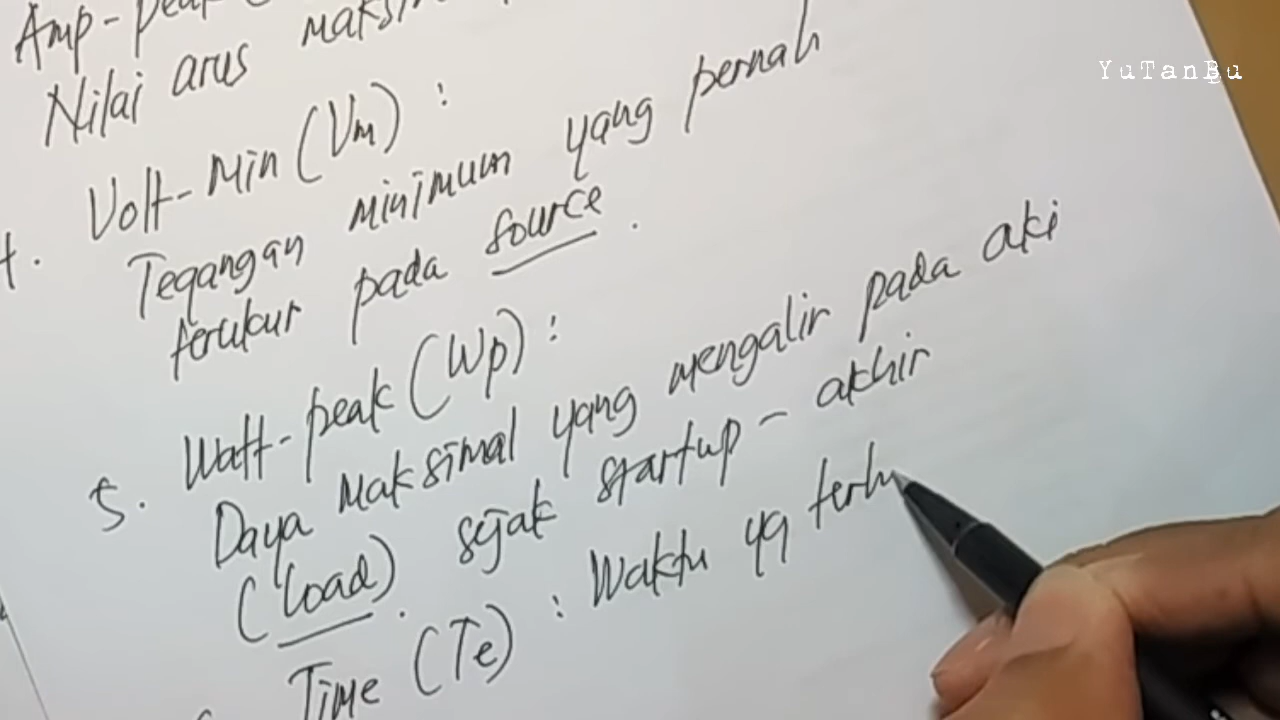 Amp-peak
Nilai arus
YuTanBu
4. Volt-Min (Vm) :
Tegangan minimum yang pernah
terukur pada source.
5. Watt-peak (Wp) :
Daya Maksimal yang mengalir pada aki
(load) sejak startup - akhir
Time (Te) : Waktu yg